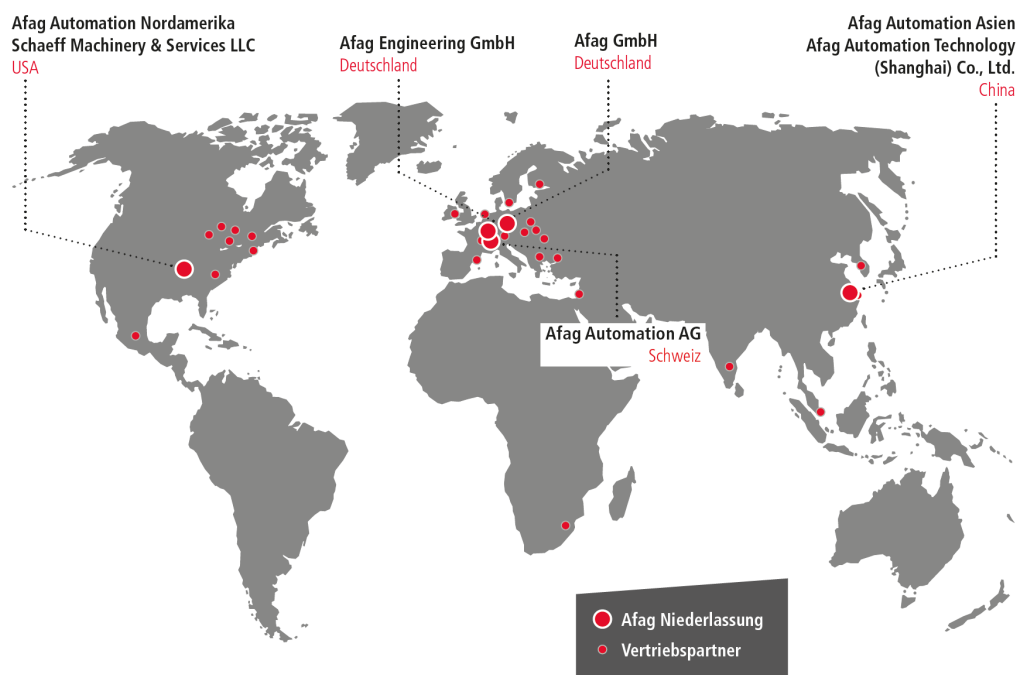 Afag Automation Nordamerika
Schaeff Machinery & Services LLC
USA
Afag Engineering GmbH
Deutschland
Afag GmbH
Deutschland
Afag Automation Asien
Afag Automation Technology
(Shanghai) Co., Ltd.
China
Afag Automation AG
Schweiz
Afag Niederlassung
Vertriebspartner